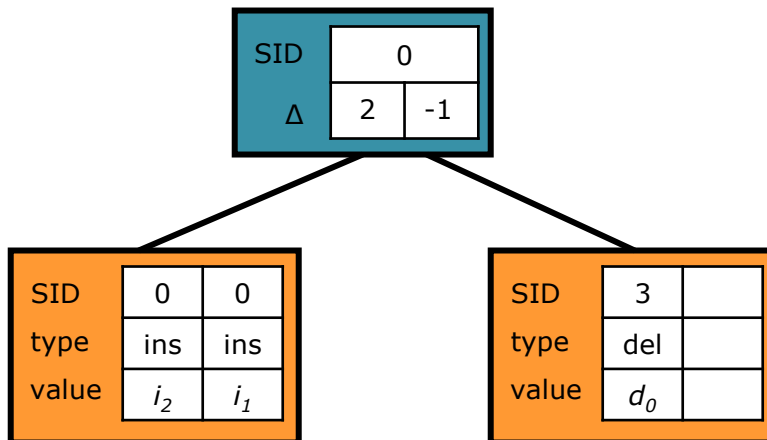 SID 0
Δ 2 -1
SID 0 0
type ins ins
value i₂ i₁
SID 3
type del
value d₀